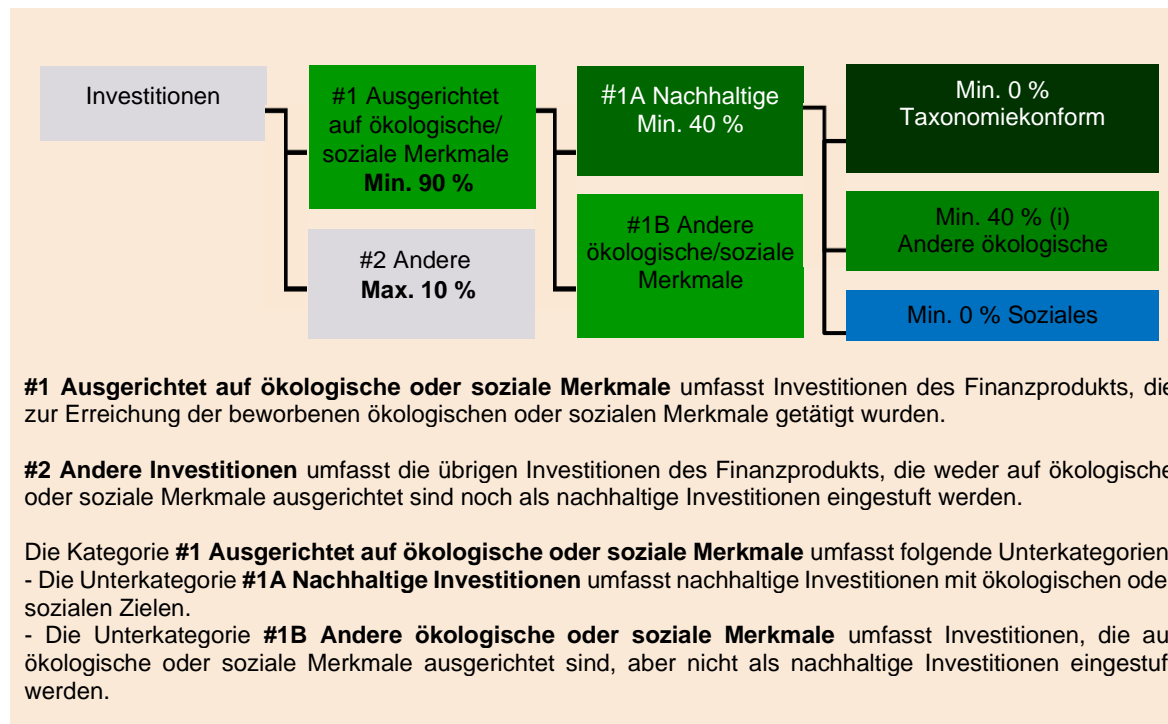 Investitionen
#1 Ausgerichtet
auf ökologische/
soziale Merkmale
Min. 90 %
#2 Andere
Max. 10 %
#1A Nachhaltige
Min. 40 %
#1B Andere
ökologische/soziale
Merkmale
Min. 0 %
Taxonomiekonform
Min. 40 % (i)
Andere ökologische
Min. 0 % Soziales
#1 Ausgerichtet auf ökologische oder soziale Merkmale umfasst Investitionen des Finanzprodukts, die
zur Erreichung der beworbenen ökologischen oder sozialen Merkmale getätigt wurden.
#2 Andere Investitionen umfasst die übrigen Investitionen des Finanzprodukts, die weder auf ökologische
oder soziale Merkmale ausgerichtet sind noch als nachhaltige Investitionen eingestuft werden.
Die Kategorie #1 Ausgerichtet auf ökologische oder soziale Merkmale umfasst folgende Unterkategorien
- Die Unterkategorie #1A Nachhaltige Investitionen umfasst nachhaltige Investitionen mit ökologischen ode
sozialen Zielen.
- Die Unterkategorie #1B Andere ökologische oder soziale Merkmale umfasst Investitionen, die au
ökologische oder soziale Merkmale ausgerichtet sind, aber nicht als nachhaltige Investitionen eingestuf
werden.